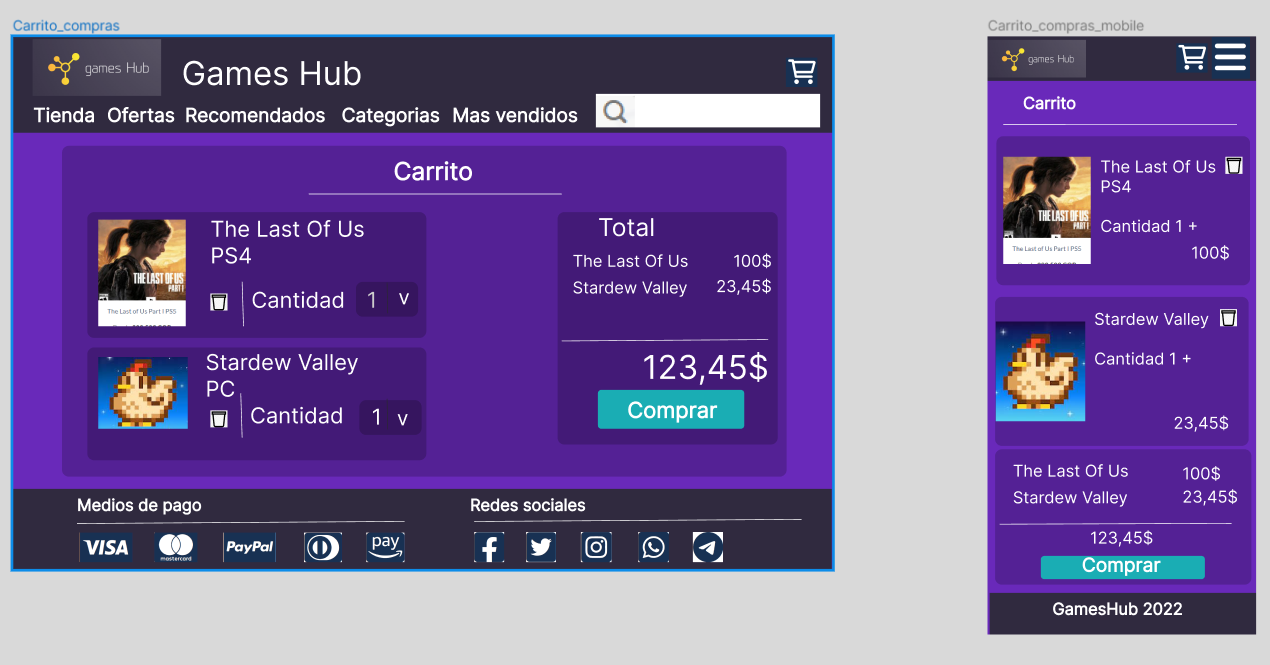 Carrito_compras
games Hub
Games Hub
Tienda Ofertas Recomendados Categorias Mas vendidos
Carrito
The Last Of Us
PS4
THE LAST OF US
PART I
The Last of Us Part I PS5
Cantidad 1 v
Stardew Valley
PC
Cantidad 1 v
Total
The Last Of Us 100$
Stardew Valley 23,45$
123,45$
Comprar
Medios de pago
VISA mastercard PayPal pay
Redes sociales
Carrito_compras_mobile
games Hub
Carrito
The Last Of Us
PS4
THE LAST OF US
PART I
The Last of Us Part I PS5
Cantidad 1 +
100$
Stardew Valley
Cantidad 1 +
23,45$
The Last Of Us 100$
Stardew Valley 23,45$
123,45$
Comprar
GamesHub 2022